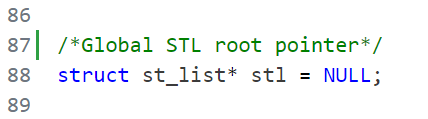 86
87 /*Global STL root pointer*/
88 struct st_list* stl = NULL;
89